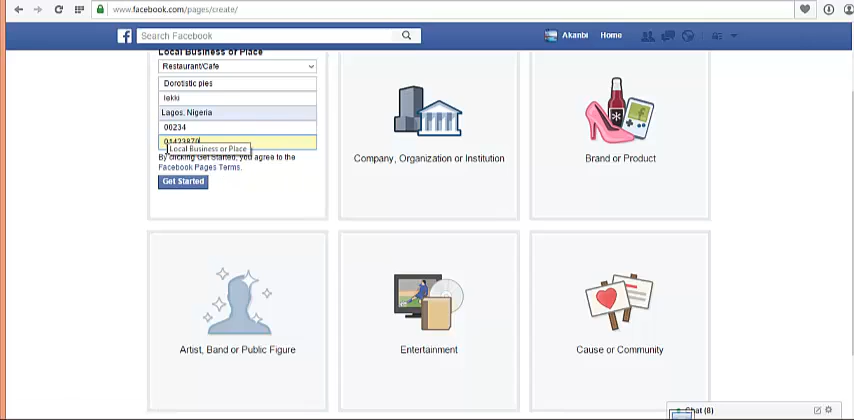 www.facebook.com/pages/create/
f Search Facebook Akanbi Home
Local Business or Place
Restaurant/Cafe
Dorotistic pies
lekki
Lagos, Nigeria
00234
Local Business or Place
By clicking Get Started, you agree to the
Facebook Pages Terms.
Get Started
Company, Organization or Institution
Brand or Product
Artist, Band or Public Figure
Entertainment
Cause or Community
Chat (8)